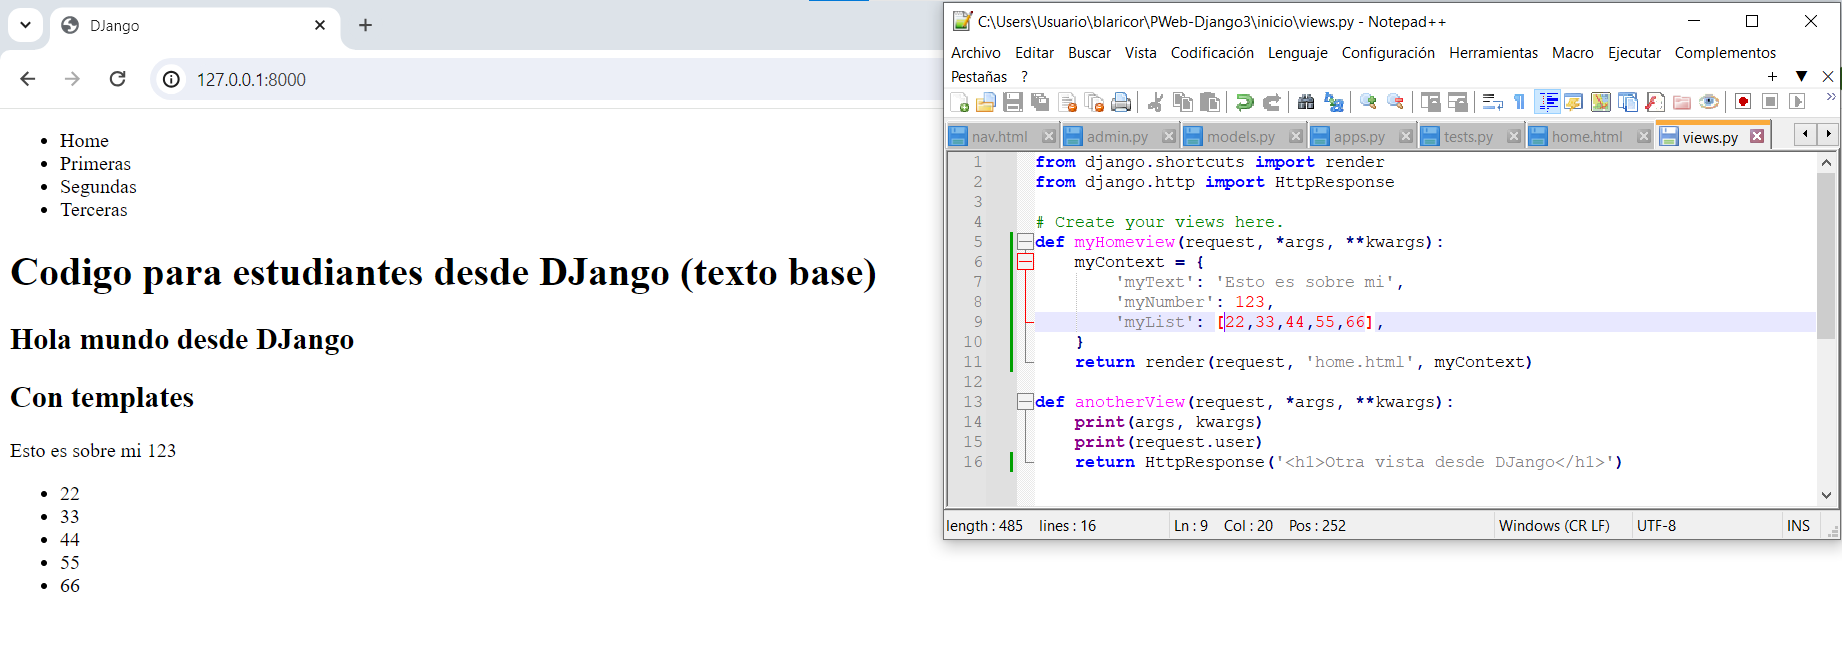 DJango
127.0.0.1:8000
Home
Primeras
Segundas
Terceras
Codigo para estudiantes desde DJango (texto base)
Hola mundo desde DJango
Con templates
Esto es sobre mi 123
22
33
44
55
66
C:\Users\Usuario\blaricor\PWeb-Django3\inicio\views.py - Notepad++
Archivo Editar Buscar Vista Codificación Lenguaje Configuración Herramientas Macro Ejecutar Complementos
Pestañas ?
nav.html admin.py models.py apps.py tests.py home.html views.py
1 from django.shortcuts import render
2 from django.http import HttpResponse
3
4 # Create your views here.
5 def myHomeview(request, *args, **kwargs):
6     myContext = {
7         'myText': 'Esto es sobre mi',
8         'myNumber': 123,
9         'myList': [22,33,44,55,66],
10     }
11     return render(request, 'home.html', myContext)
12
13 def anotherView(request, *args, **kwargs):
14     print(args, kwargs)
15     print(request.user)
16     return HttpResponse('<h1>Otra vista desde DJango</h1>')
length : 485 lines : 16 Ln : 9 Col : 20 Pos : 252 Windows (CR LF) UTF-8 INS